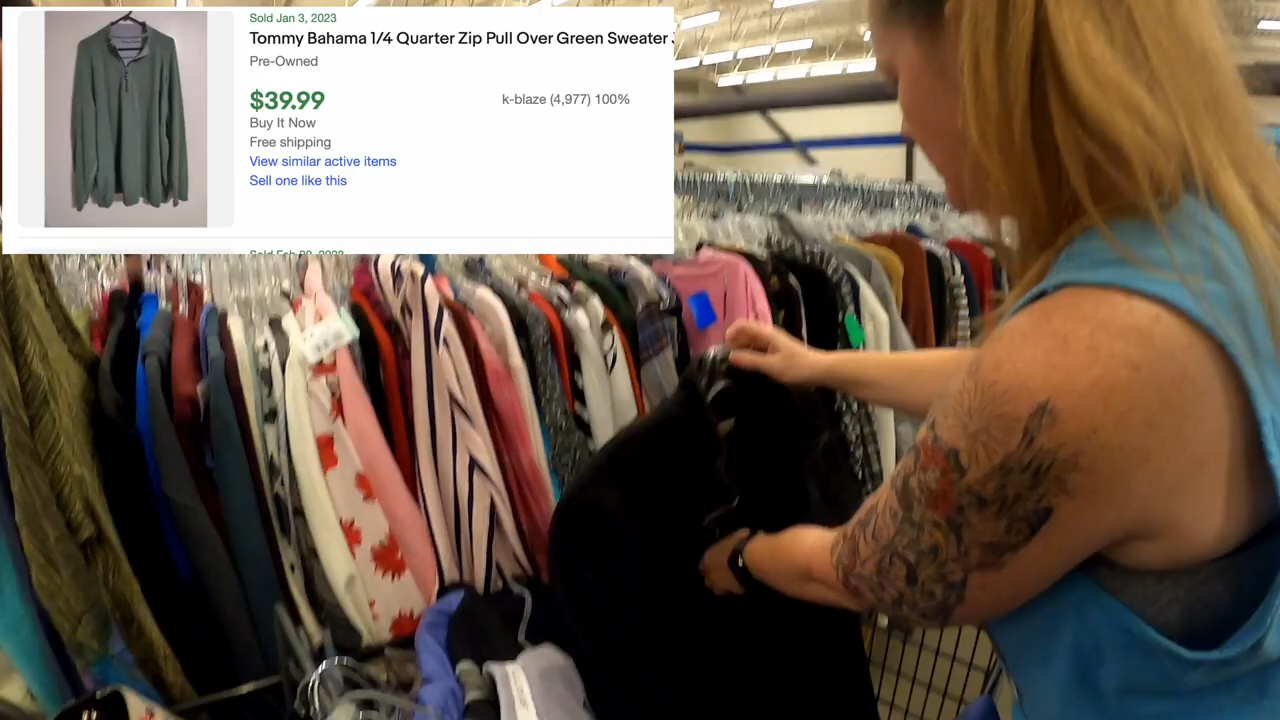 Sold Jan 3, 2023
Tommy Bahama 1/4 Quarter Zip Pull Over Green Sweater
Pre-Owned
$39.99
k-blaze (4,977) 100%
Buy It Now
Free shipping
View similar active items
Sell one like this